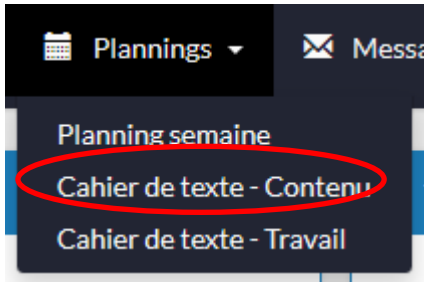 Plannings Messa
Planning semaine
Cahier de texte - Contenu
Cahier de texte - Travail